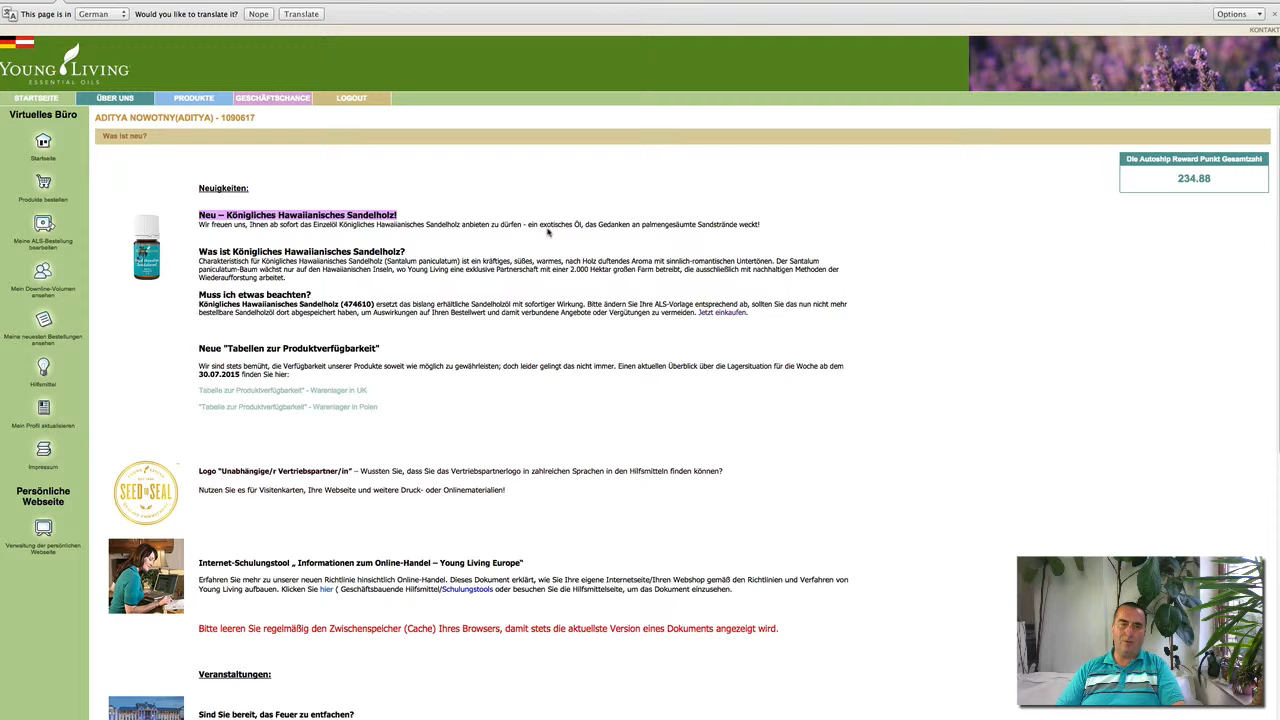 This page is in German Would you like to translate it? Nope Translate Options
KONTAKT
YOUNG LIVING
ESSENTIAL OILS
STARTSEITE ÜBER UNS PRODUKTE GESCHÄFTSCHANCE LOGOUT
Virtuelles Büro
Startseite
Produkte bestellen
Meine ALS-Bestellung
bearbeiten
Mein Downline-Volumen
ansehen
Meine neuesten Bestellungen
ansehen
Hilfsmittel
Mein Profil aktualisieren
Impressum
Persönliche
Webseite
Verwaltung der persönlichen
Webseite
ADITYA NOWOTNY(ADITYA) - 1090617
Was ist neu?
Die Autoship Reward Punkt Gesamtzahl
234.88
Neuigkeiten:
Neu – Königliches Hawaiianisches Sandelholz!
Wir freuen uns, Ihnen ab sofort das Einzelöl Königliches Hawaiianisches Sandelholz anbieten zu dürfen - ein exotisches Öl, das Gedanken an palmengesäumte Sandstrände weckt!
Was ist Königliches Hawaiianisches Sandelholz?
Charakteristisch für Königliches Hawaiianisches Sandelholz (Santalum paniculatum) ist ein kräftiges, süßes, warmes, nach Holz duftendes Aroma mit sinnlich-romantischen Untertönen. Der Santalum
paniculatum-Baum wächst nur auf den Hawaiianischen Inseln, wo Young Living eine exklusive Partnerschaft mit einer 2.000 Hektar großen Farm betreibt, die ausschließlich mit nachhaltigen Methoden der
Wiederaufforstung arbeitet.
Muss ich etwas beachten?
Königliches Hawaiianisches Sandelholz (474610) ersetzt das bislang erhältliche Sandelholzöl mit sofortiger Wirkung. Bitte ändern Sie Ihre ALS-Vorlage entsprechend ab, sollten Sie das nun nicht mehr
bestellbare Sandelholzöl dort abgespeichert haben, um Auswirkungen auf Ihren Bestellwert und damit verbundene Angebote oder Vergütungen zu vermeiden. Jetzt einkaufen.
Neue "Tabellen zur Produktverfügbarkeit"
Wir sind stets bemüht, die Verfügbarkeit unserer Produkte soweit wie möglich zu gewährleisten; doch leider gelingt das nicht immer. Einen aktuellen Überblick über die Lagersituation für die Woche ab dem
30.07.2015 finden Sie hier:
Tabelle zur Produktverfügbarkeit" - Warenlager in UK
"Tabelle zur Produktverfügbarkeit" - Warenlager in Polen
SEED TO SEAL
Logo "Unabhängige/r Vertriebspartner/in" – Wussten Sie, dass Sie das Vertriebspartnerlogo in zahlreichen Sprachen in den Hilfsmitteln finden können?
Nutzen Sie es für Visitenkarten, Ihre Webseite und weitere Druck- oder Onlinematerialien!
Internet-Schulungstool „ Informationen zum Online-Handel – Young Living Europe"
Erfahren Sie mehr zu unserer neuen Richtlinie hinsichtlich Online-Handel. Dieses Dokument erklärt, wie Sie Ihre eigene Internetseite/Ihren Webshop gemäß den Richtlinien und Verfahren von
Young Living aufbauen. Klicken Sie hier ( Geschäftsbauende Hilfsmittel/Schulungstools oder besuchen Sie die Hilfsmittelseite, um das Dokument einzusehen.
Bitte leeren Sie regelmäßig den Zwischenspeicher (Cache) Ihres Browsers, damit stets die aktuellste Version eines Dokuments angezeigt wird.
Veranstaltungen:
Sind Sie bereit, das Feuer zu entfachen?